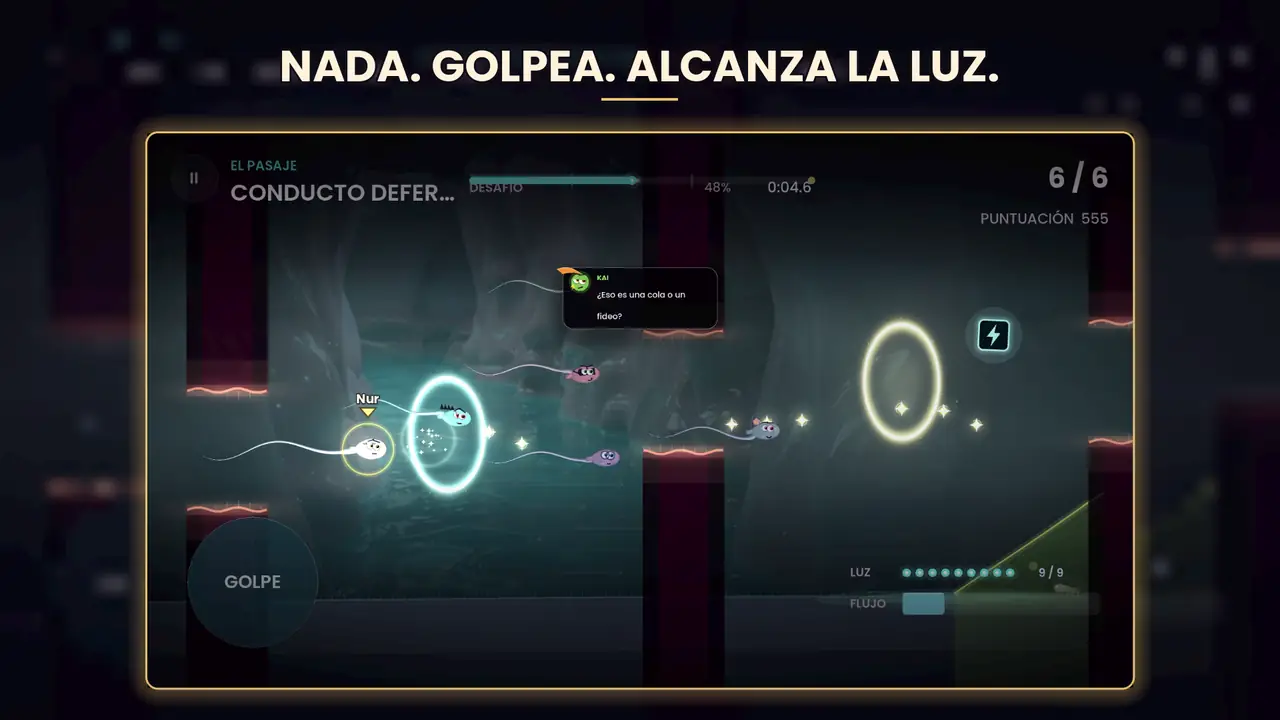 NADA. GOLPEA. ALCANZA LA LUZ.
EL PASAJE
CONDUCTO DEFER...
DESAFÍO
48%
0:04.6
6 / 6
PUNTUACIÓN 555
KAI
¿Eso es una cola o un
fideo?
Nur
GOLPE
LUZ
9 / 9
FLUJO